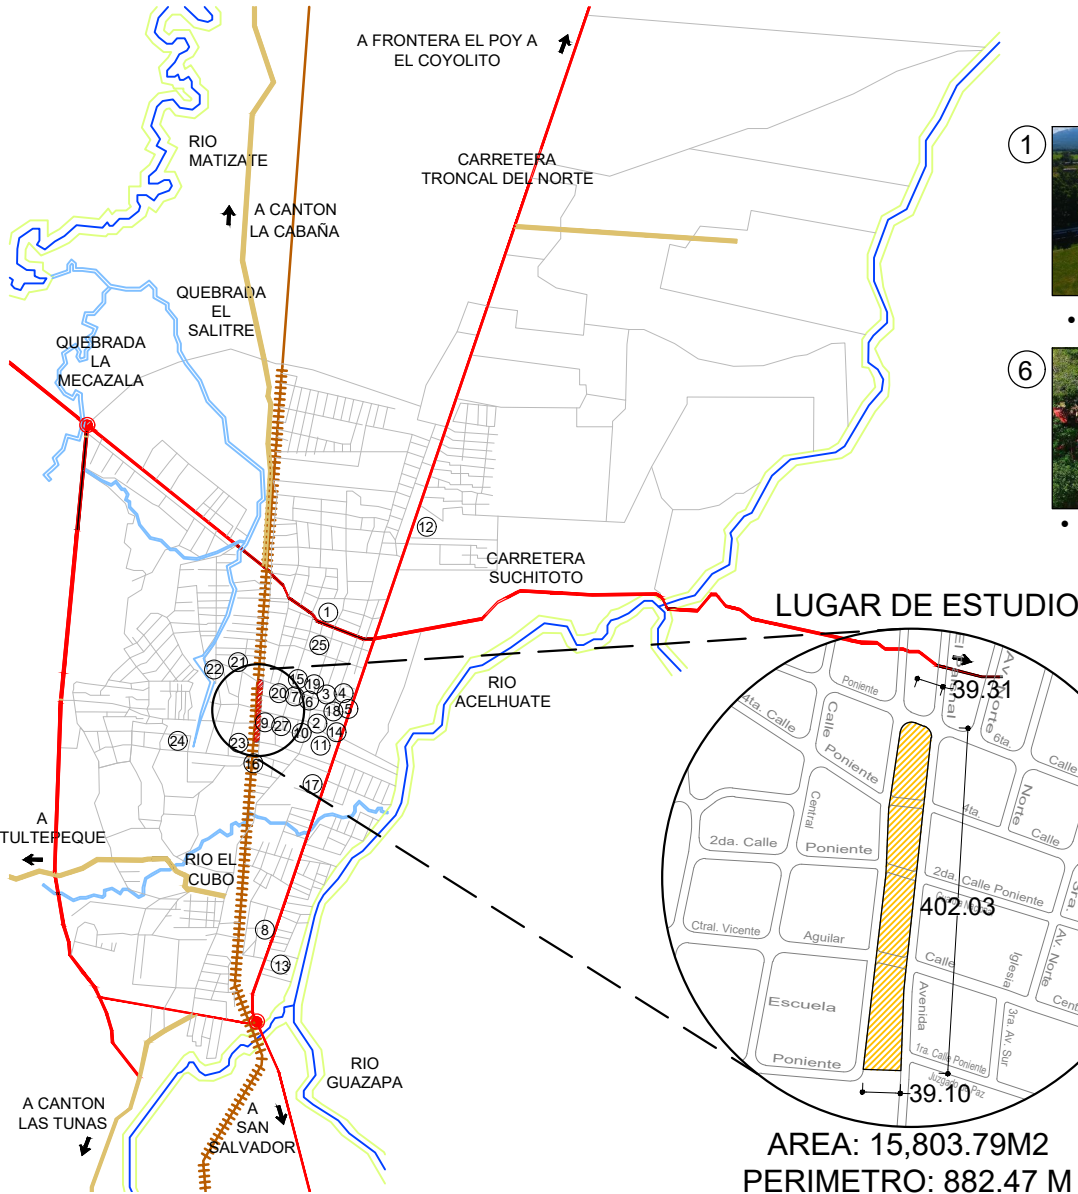 A FRONTERA EL POY A
EL COYOLITO
1
RIO
MATIZATE
CARRETERA
TRONCAL DEL NORTE
A CANTON
LA CABAÑA
QUEBRADA
EL
SALITRE
QUEBRADA
LA
MECAZALA
6
12
CARRETERA
SUCHITOTO
1
LUGAR DE ESTUDIO
25
21
22
RIO
ACELHUATE
15
19
20
7
6
3
4
18
5
9
27
10
2
14
11
24
23
16
17
A
TULTEPEQUE
RIO EL
CUBO
8
13
RIO
GUAZAPA
A CANTON
LAS TUNAS
A
SAN
SALVADOR
Poniente
39.31
4ta. Calle
Calle
Poniente
Norte
6ta.
Calle
Central
4ta
Norte
Calle
2da. Calle
Poniente
2da. Calle Poniente
3ra.
402.03
Ctral. Vicente
Aguilar
Calle
Iglesia
Av. Norte
Escuela
Avenida
3ra. Av. Sur
Cent
Poniente
1ra. Calle Poniente
Juzgado de Paz
39.10
AREA: 15,803.79M2
PERIMETRO: 882.47 M